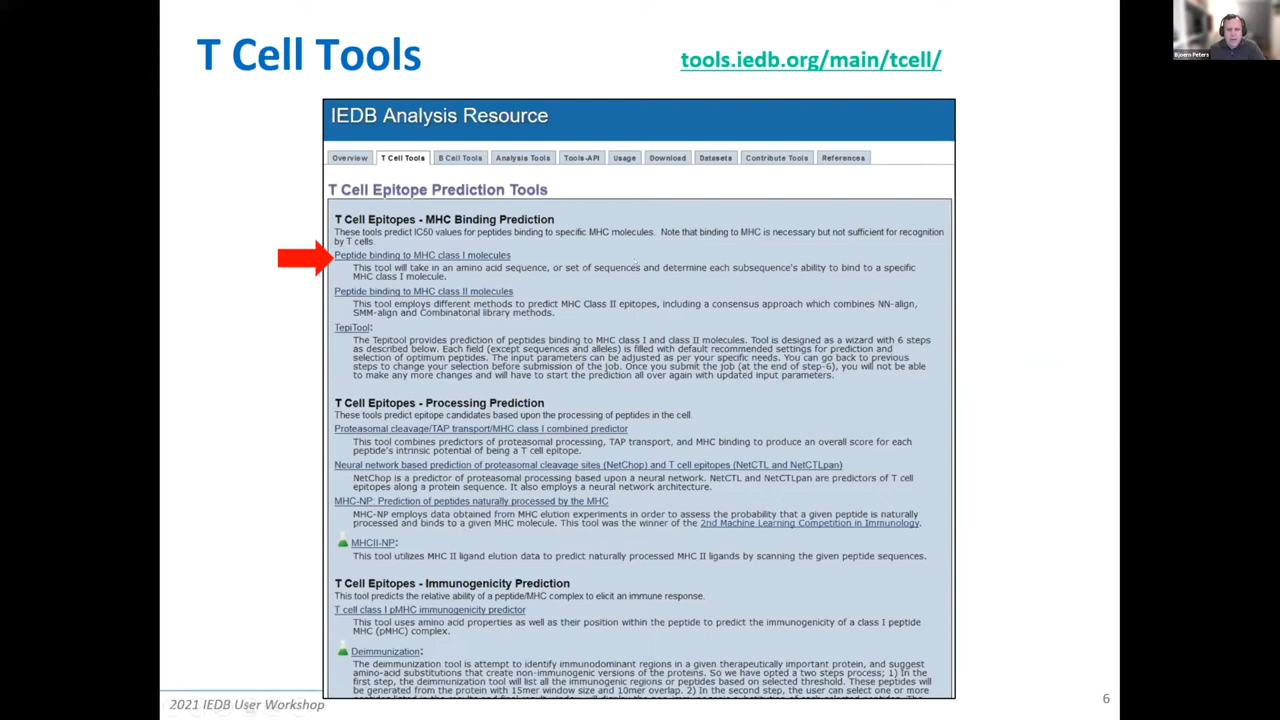 T Cell Tools
tools.iedb.org/main/tcell/
Bjoern Peters
IEDB Analysis Resource
Overview
T Cell Tools
B Cell Tools
Analysis Tools
Tools-API
Usage
Download
Datasets
Contribute Tools
References
T Cell Epitope Prediction Tools
T Cell Epitopes - MHC Binding Prediction
These tools predict IC50 values for peptides binding to specific MHC molecules. Note that binding to MHC is necessary but not sufficient for recognition
by T cells.
Peptide binding to MHC class I molecules
This tool will take in an amino acid sequence, or set of sequences and determine each subsequence's ability to bind to a specific
MHC class I molecule.
Peptide binding to MHC class II molecules
This tool employs different methods to predict MHC Class II epitopes, including a consensus approach which combines NN-align,
SMM-align and Combinatorial library methods.
TepiTool:
The Tepitool provides prediction of peptides binding to MHC class I and class II molecules. Tool is designed as a wizard with 6 steps
as described below. Each field (except sequences and alleles) is filled with default recommended settings for prediction and
selection of optimum peptides. The input parameters can be adjusted as per your specific needs. You can go back to previous
steps to change your selection before submission of the job. Once you submit the job (at the end of step-6), you will not be able
to make any more changes and will have to start the prediction all over again with updated input parameters.
T Cell Epitopes - Processing Prediction
These tools predict epitope candidates based upon the processing of peptides in the cell.
Proteasomal cleavage/TAP transport/MHC class I combined predictor
This tool combines predictors of proteasomal processing, TAP transport, and MHC binding to produce an overall score for each
peptide's intrinsic potential of being a T cell epitope.
Neural network based prediction of proteasomal cleavage sites (NetChop) and T cell epitopes (NetCTL and NetCTLpan)
NetChop is a predictor of proteasomal processing based upon a neural network. NetCTL and NetCTLpan are predictors of T cell
epitopes along a protein sequence. It also employs a neural network architecture.
MHC-NP: Prediction of peptides naturally processed by the MHC
MHC-NP employs data obtained from MHC elution experiments in order to assess the probability that a given peptide is naturally
processed and binds to a given MHC molecule. This tool was the winner of the 2nd Machine Learning Competition in Immunology.
MHCII-NP:
This tool utilizes MHC II ligand elution data to predict naturally processed MHC II ligands by scanning the given peptide sequences.
T Cell Epitopes - Immunogenicity Prediction
This tool predicts the relative ability of a peptide/MHC complex to elicit an immune response.
T cell class I pMHC immunogenicity predictor
This tool uses amino acid properties as well as their position within the peptide to predict the immunogenicity of a class I peptide
MHC (pMHC) complex.
Deimmunization:
The deimmunization tool is attempt to identify immunodominant regions in a given therapeutically important protein, and suggest
amino-acid substitutions that create non-immunogenic versions of the proteins. So we have opted a two steps process; 1) In the
first step, the deimmunization tool will list all the immunogenic regions or peptides based on selected threshold. These peptides will
be generated from the protein with 15mer window size and 10mer overlap. 2) In the second step, the user can select one or more
2021 IEDB User Workshop
6